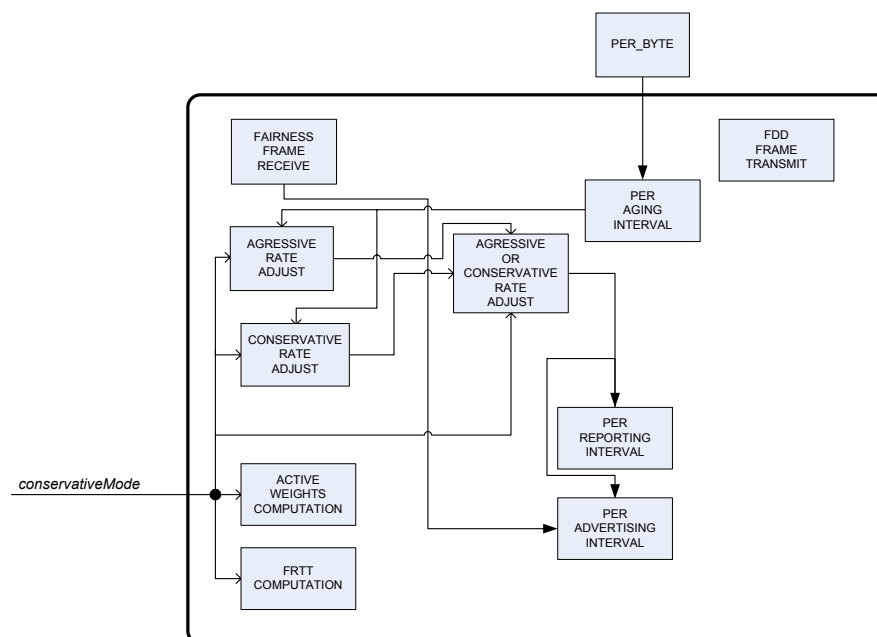 PER_BYTE
FAIRNESS
FRAME
RECEIVE
FDD
FRAME
TRANSMIT
PER
AGING
INTERVAL
AGRESSIVE
RATE
ADJUST
AGRESSIVE
OR
CONSERVATIVE
RATE
ADJUST
CONSERVATIVE
RATE
ADJUST
PER
REPORTING
INTERVAL
conservativeMode
ACTIVE
WEIGHTS
COMPUTATION
PER
ADVERTISING
INTERVAL
FRTT
COMPUTATION